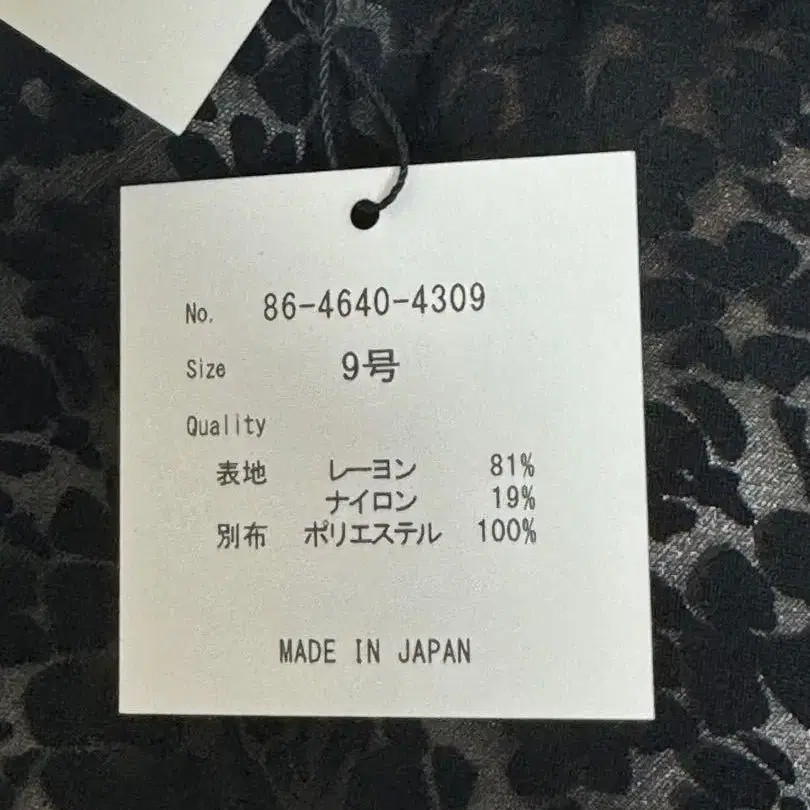 No. 86-4640-4309
Size 9号
Quality
表地 レーヨン 81%
ナイロン 19%
別布 ポリエステル 100%
MADE IN JAPAN